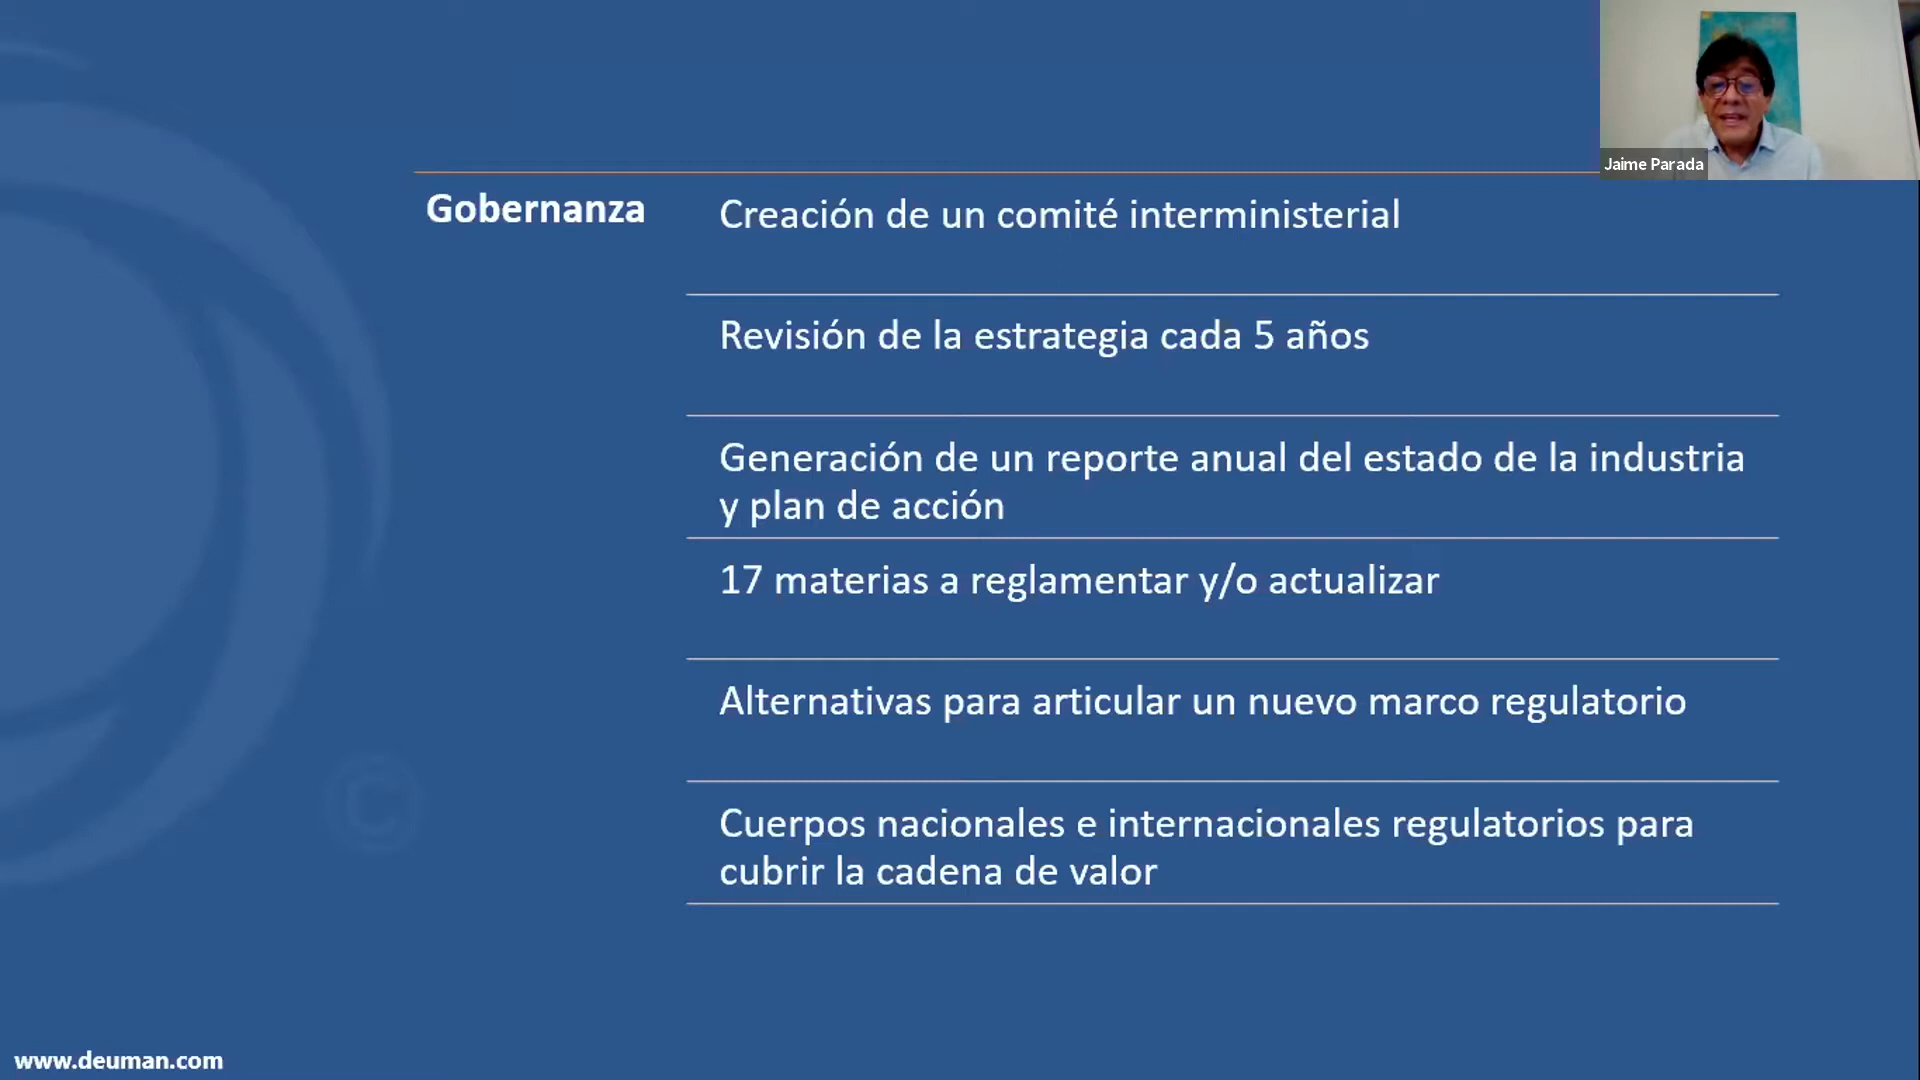 Jaime Parada
Gobernanza
Creación de un comité interministerial
Revisión de la estrategia cada 5 años
Generación de un reporte anual del estado de la industria
y plan de acción
17 materias a reglamentar y/o actualizar
Alternativas para articular un nuevo marco regulatorio
Cuerpos nacionales e internacionales regulatorios para
cubrir la cadena de valor
©
www.deuman.com